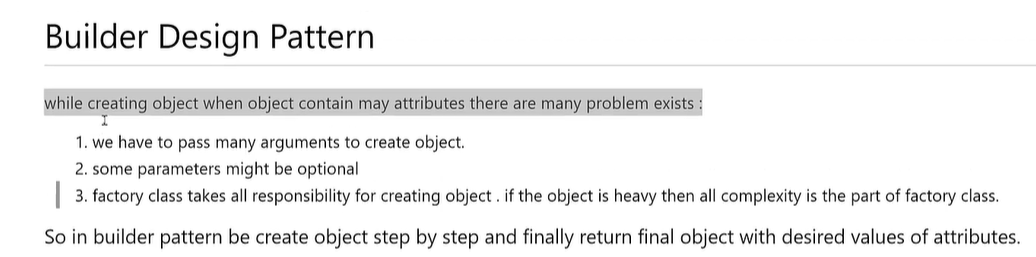 Builder Design Pattern
while creating object when object contain may attributes there are many problem exists :
1. we have to pass many arguments to create object.
2. some parameters might be optional
3. factory class takes all responsibility for creating object . if the object is heavy then all complexity is the part of factory class.
So in builder pattern be create object step by step and finally return final object with desired values of attributes.